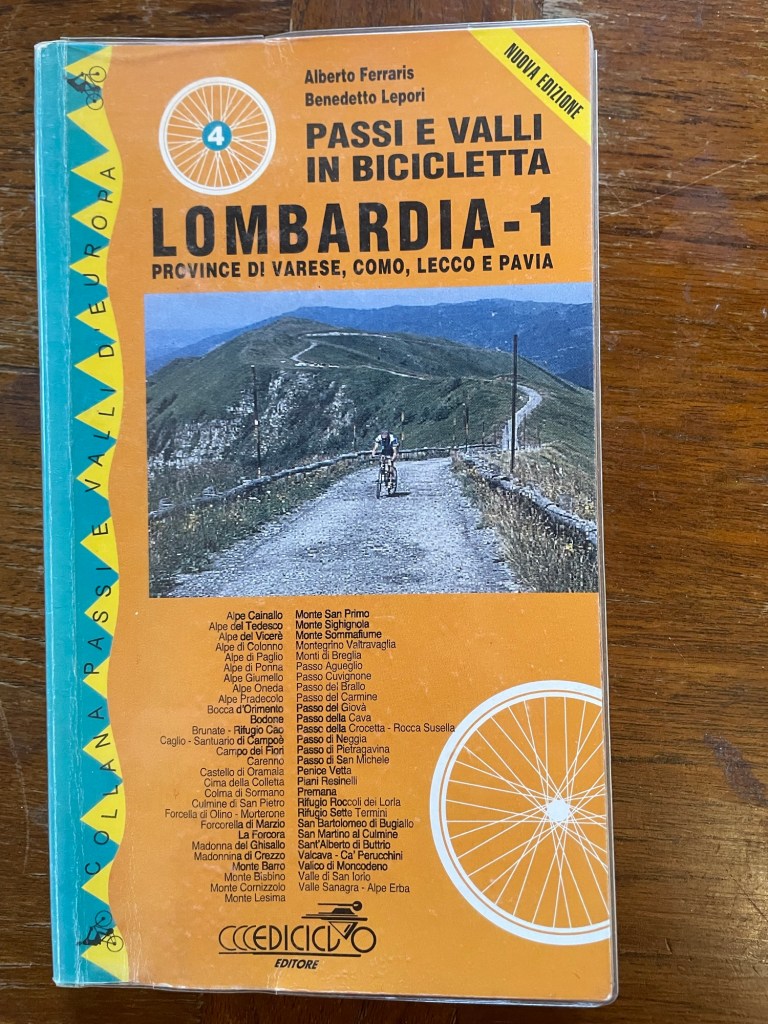 Alberto Ferraris
Benedetto Lepori
NUOVA EDIZIONE
4
PASSI E VALLI
IN BICICLETTA
LOMBARDIA-1
PROVINCE DI VARESE, COMO, LECCO E PAVIA
COLLANA PASSI E VALLI D'EUROPA
Alpe Cainallo
Alpe del Tedesco
Alpe del Vicerè
Alpe di Colonno
Alpe di Paglio
Alpe di Ponna
Alpe Giumello
Alpe Oneda
Alpe Pradecolo
Bocca d'Orimento
Bodone
Brunate - Rifugio Cao
Caglio - Santuario di Campoè
Campo dei Fiori
Carenno
Castello di Oramala
Cima della Colletta
Colma di Sormano
Culmine di San Pietro
Forcella di Olino - Morterone
Forcorella di Marzio
La Forcora
Madonna del Ghisallo
Madonnina di Crezzo
Monte Barro
Monte Bisbino
Monte Cornizzolo
Monte Lesima
Monte San Primo
Monte Sighignola
Monte Sommafiume
Montegrino Valtravaglia
Monti di Breglia
Passo Agueglio
Passo Cuvignone
Passo del Brallo
Passo del Carmine
Passo del Giovà
Passo della Cava
Passo della Crocetta - Rocca Susella
Passo di Neggia
Passo di Pietragavina
Passo di San Michele
Penice Vetta
Piani Resinelli
Premana
Rifugio Roccoli dei Lorla
Rifugio Sette Termini
San Bartolomeo di Bugiallo
San Martino al Culmine
Sant'Alberto di Buttrio
Valcava - Ca' Perucchini
Valico di Moncodeno
Valle di San Iorio
Valle Sanagra - Alpe Erba
EDICICLO
EDITORE